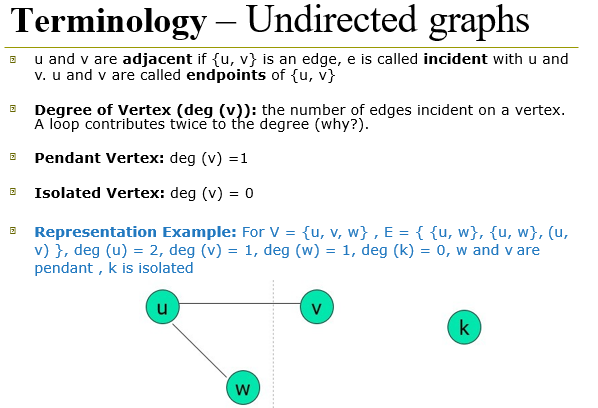 Terminology – Undirected graphs
u and v are adjacent if {u, v} is an edge, e is called incident with u and
v. u and v are called endpoints of {u, v}
Degree of Vertex (deg (v)): the number of edges incident on a vertex.
A loop contributes twice to the degree (why?).
Pendant Vertex: deg (v) =1
Isolated Vertex: deg (v) = 0
Representation Example: For V = {u, v, w} , E = { {u, w}, {u, w}, (u,
v) }, deg (u) = 2, deg (v) = 1, deg (w) = 1, deg (k) = 0, w and v are
pendant , k is isolated
u
v
k
w